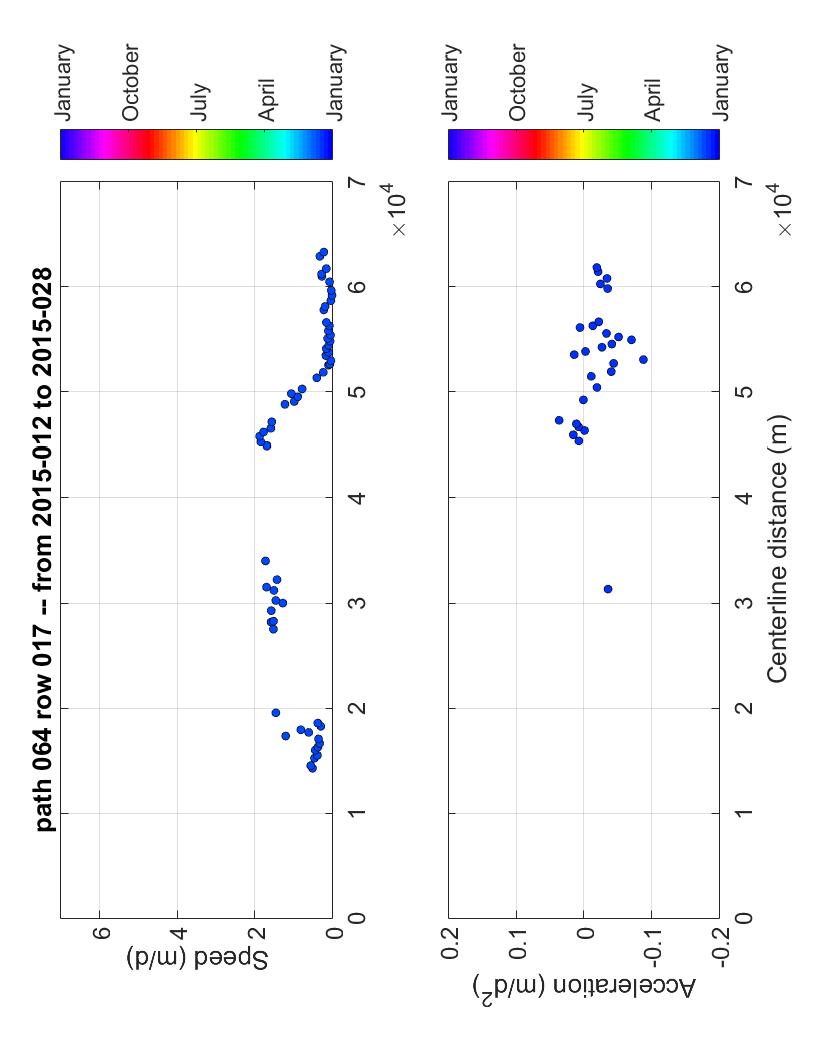 path 064 row 017 -- from 2015-012 to 2015-028
Speed (m/d)
6
4
2
0
0
1
2
3
4
5
6
7
×10^4
January
October
July
April
January
Acceleration (m/d^2)
0.2
0.1
0
-0.1
-0.2
0
1
2
3
4
5
6
7
×10^4
Centerline distance (m)
January
October
July
April
January